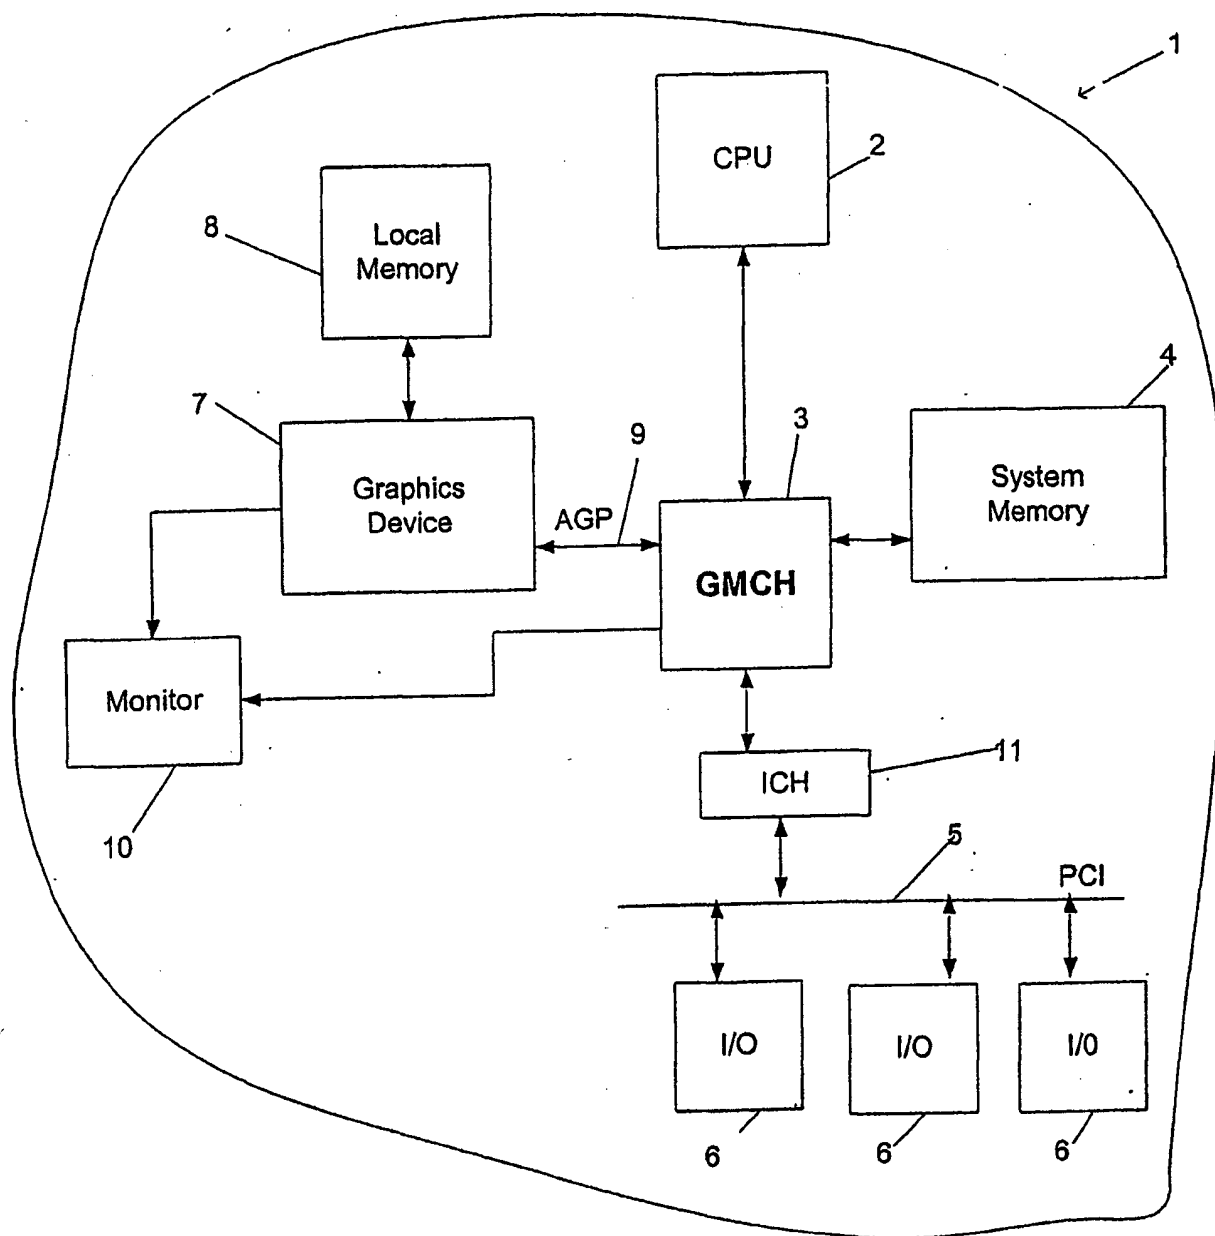 1
CPU
2
8
Local
Memory
4
7
3
9
Graphics
Device
AGP
System
Memory
GMCH
Monitor
10
ICH
11
5
PCI
I/O
I/O
I/0
6
6
6